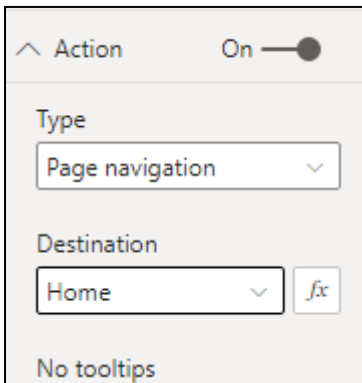 Action On
Type
Page navigation
Destination
Home fx
No tooltips